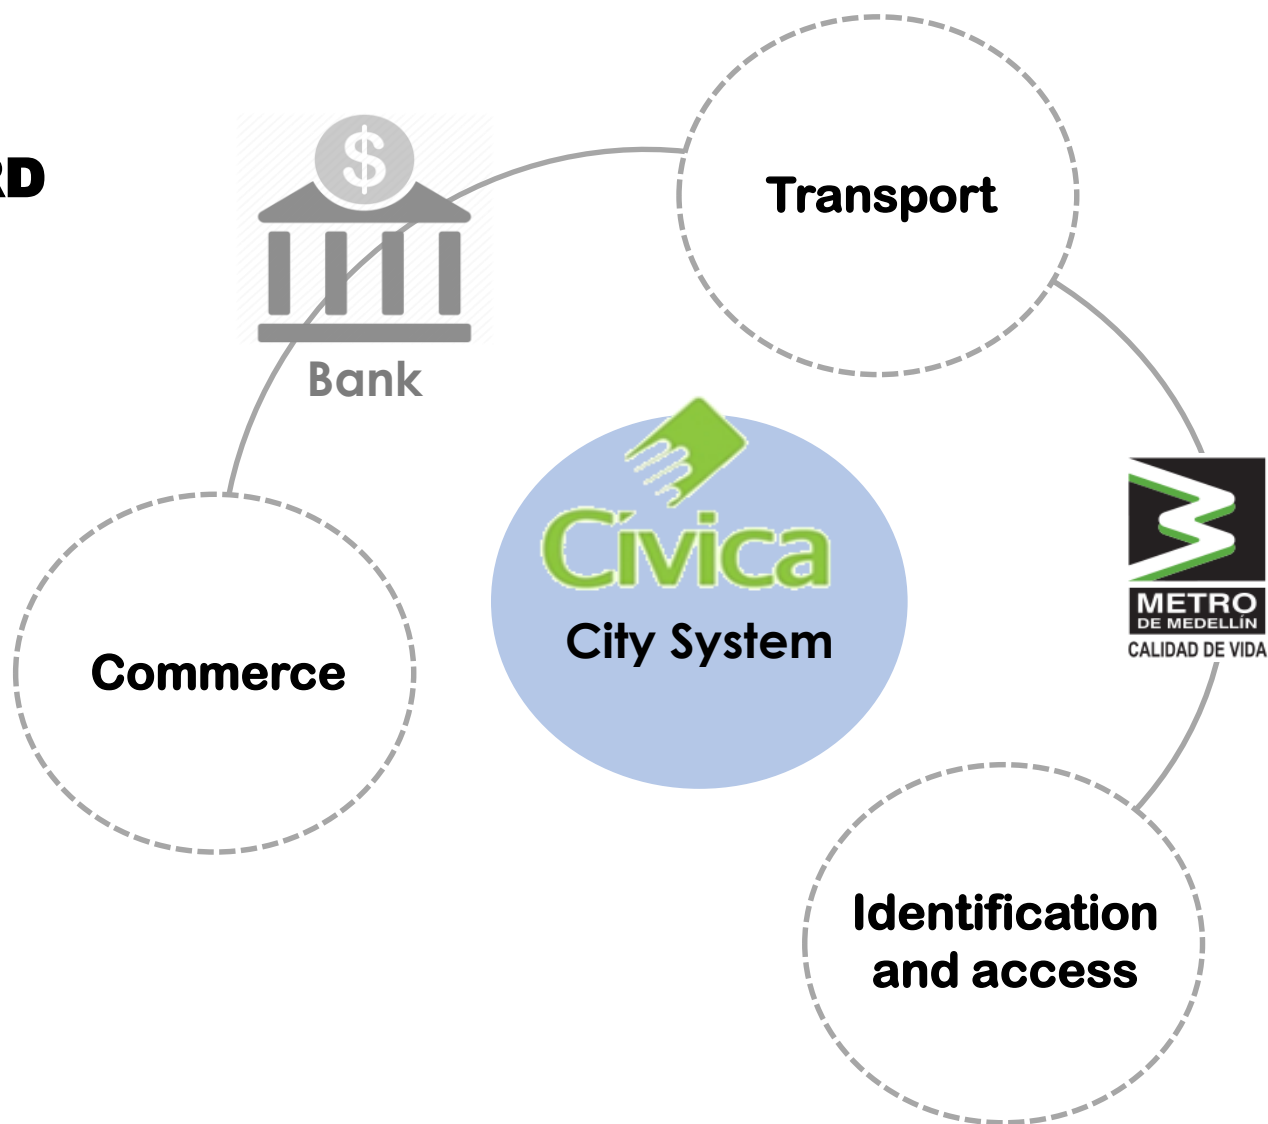 RD
$
Transport
Bank
Cívica
City System
METRO
DE MEDELLÍN
CALIDAD DE VIDA
Commerce
Identification
and access